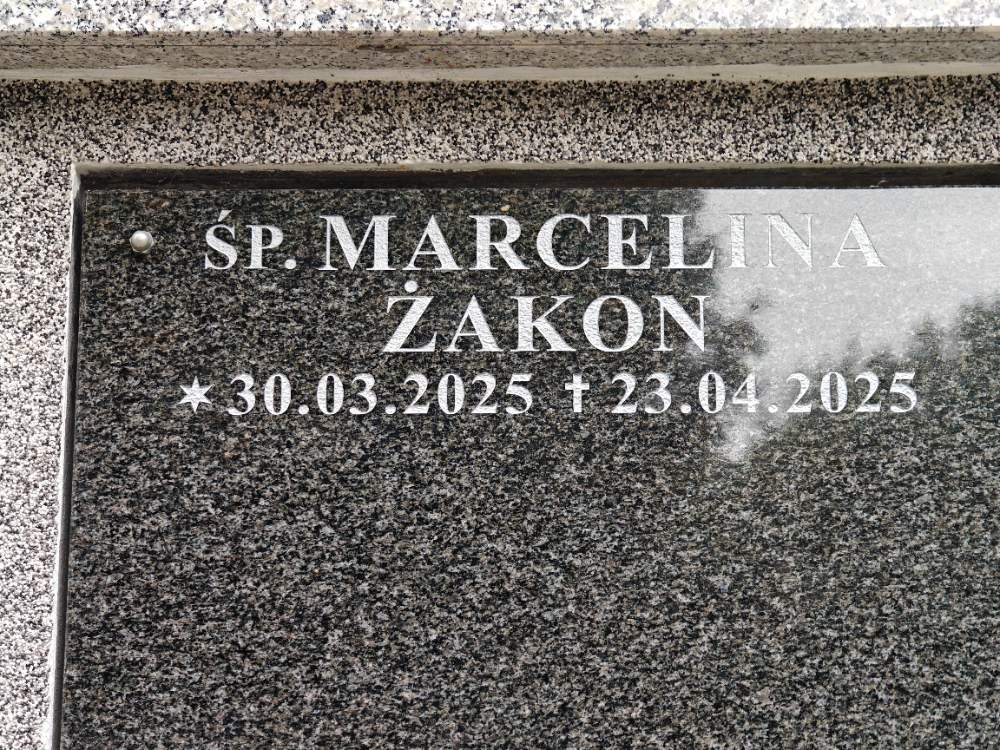 ŚP. MARCELINA
ŻAKON
✶ 30.03.2025 ✝ 23.04.2025